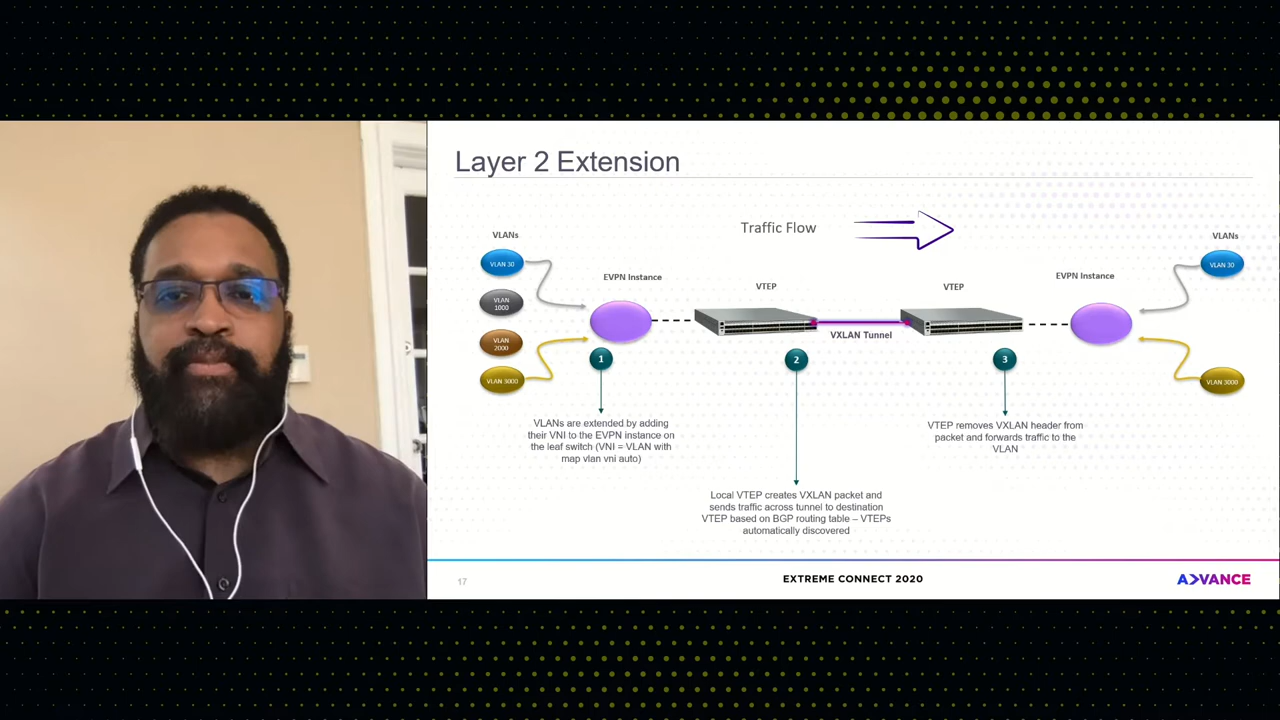 Layer 2 Extension
Traffic Flow
VLANs
VLAN 30
VLAN
1000
VLAN
2000
VLAN 3000
EVPN Instance
VTEP
VXLAN Tunnel
VTEP
EVPN Instance
VLANs
VLAN 30
VLAN 3000
1
VLANs are extended by adding
their VNI to the EVPN instance on
the leaf switch (VNI = VLAN with
map vlan vni auto)
2
Local VTEP creates VXLAN packet and
sends traffic across tunnel to destination
VTEP based on BGP routing table – VTEPs
automatically discovered
3
VTEP removes VXLAN header from
packet and forwards traffic to the
VLAN
17
EXTREME CONNECT 2020
ADVANCE